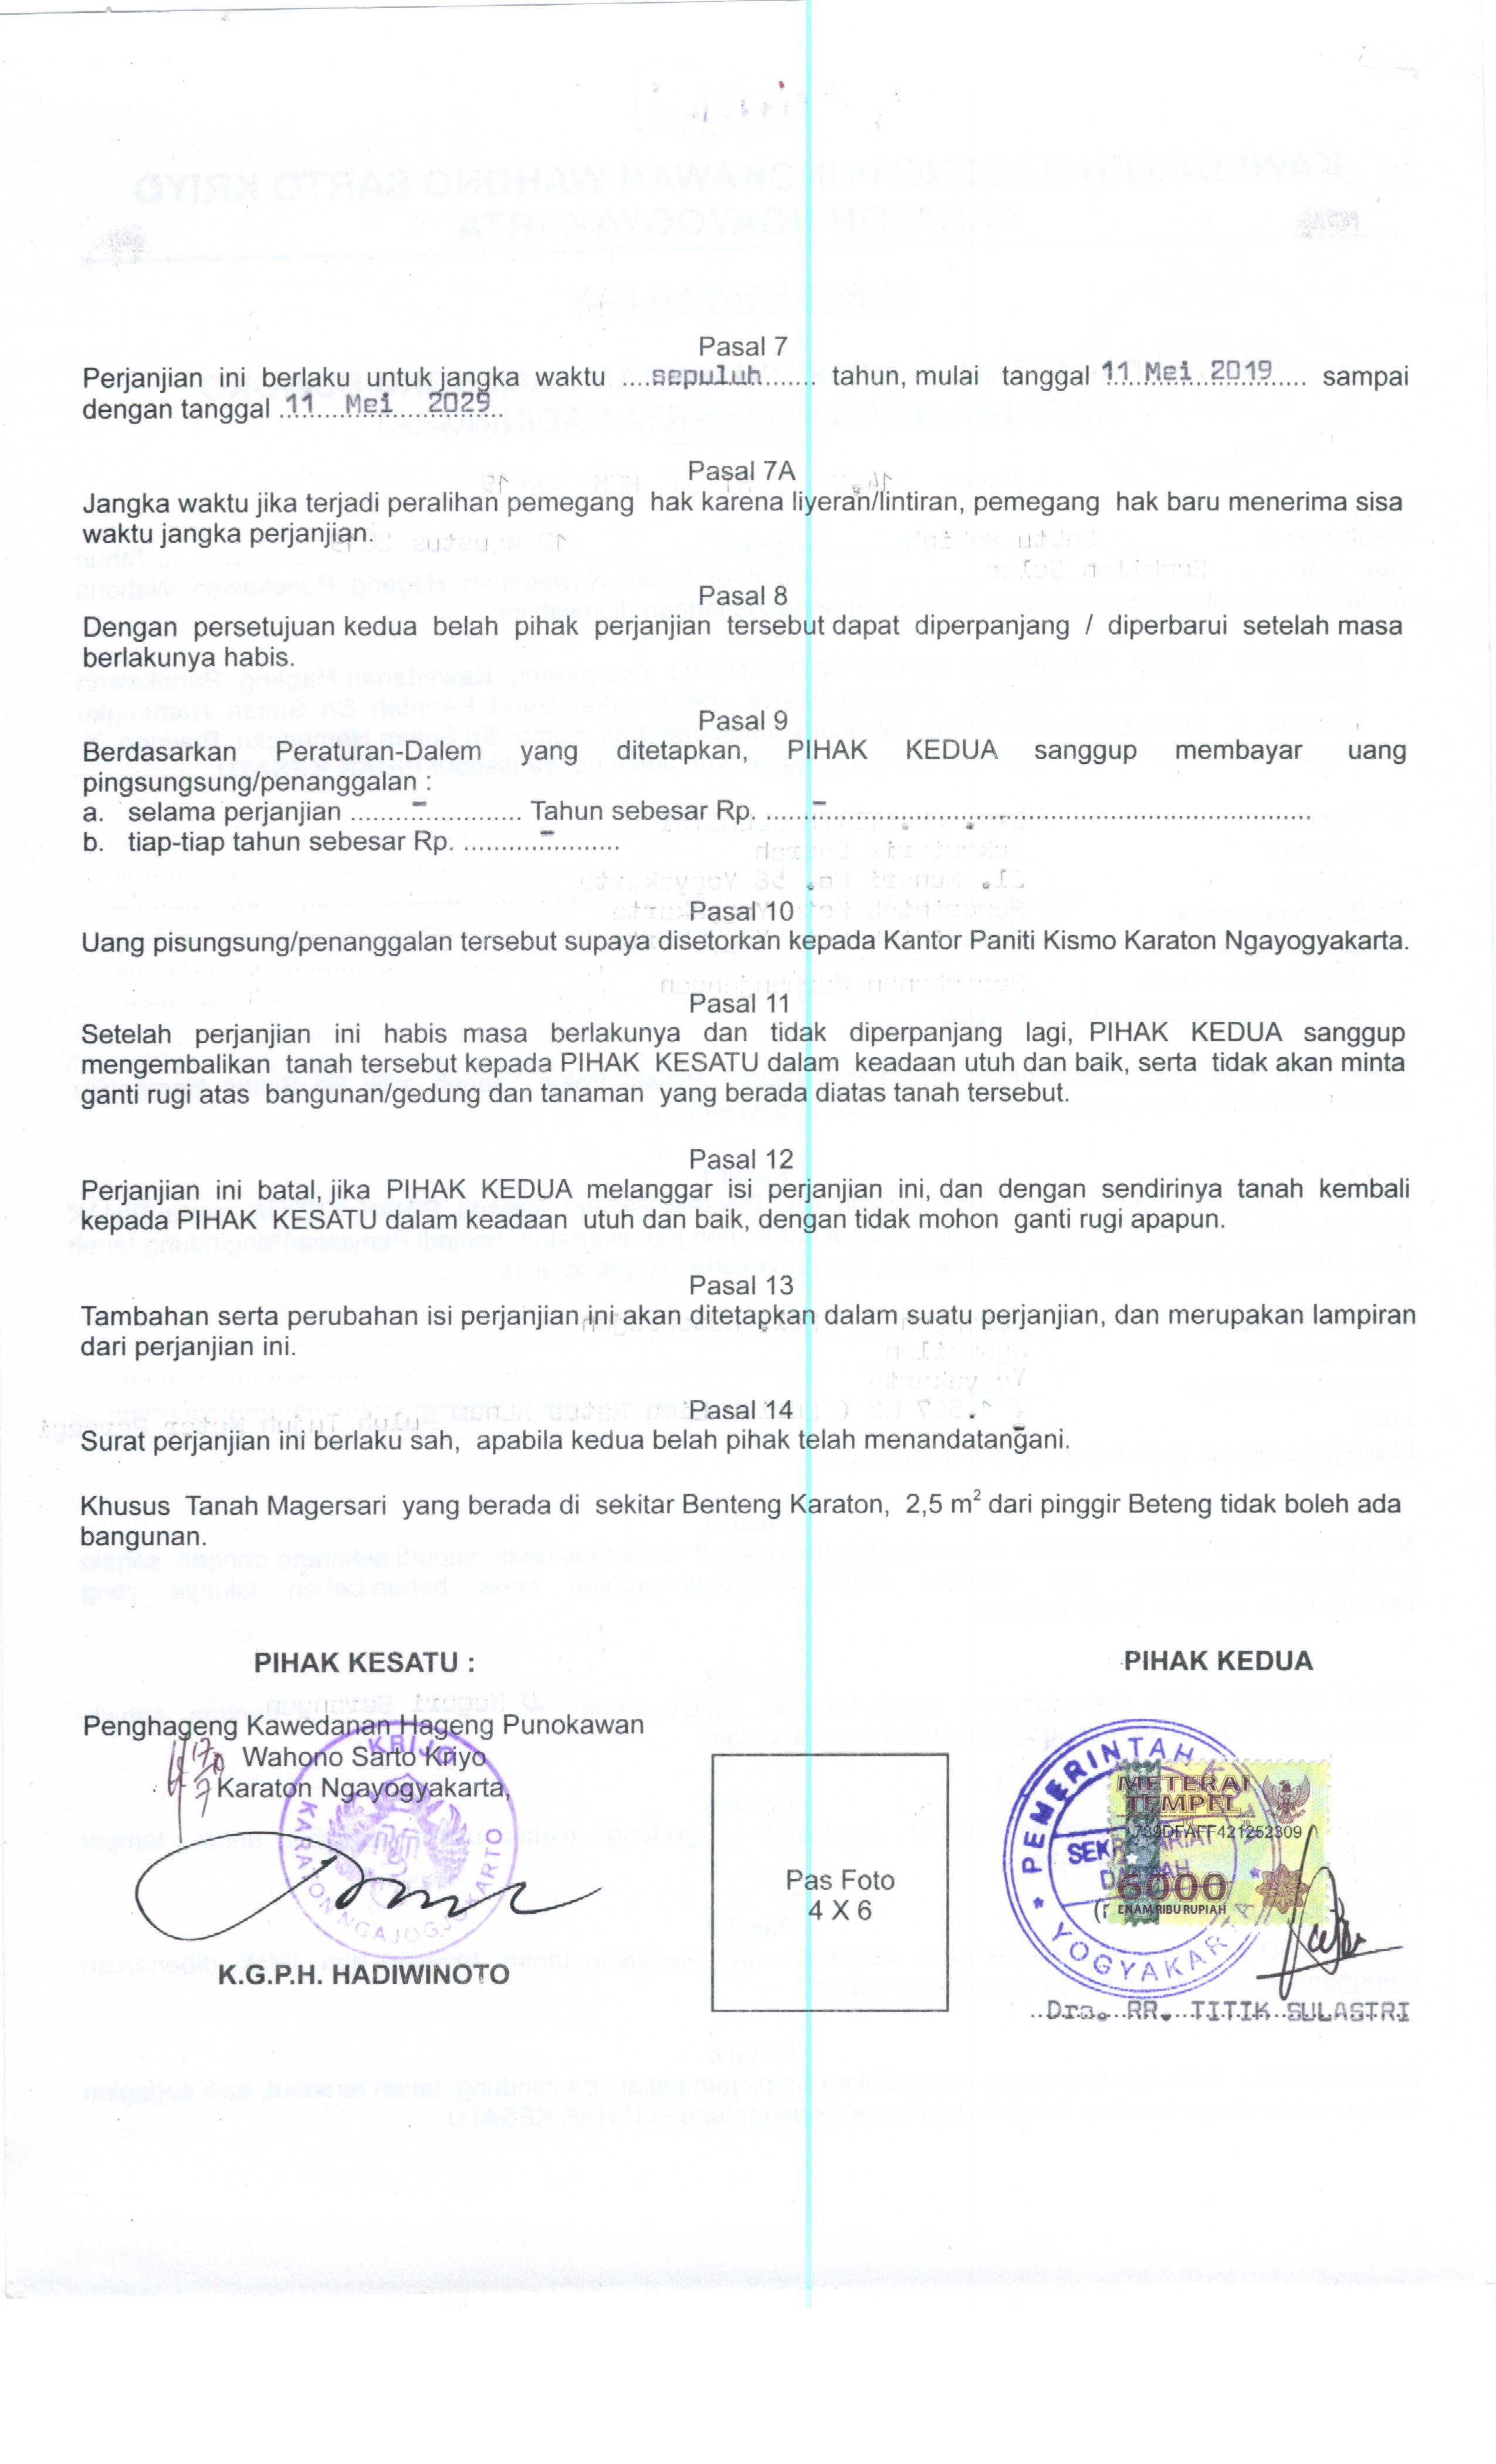 Pasal 7
Perjanjian ini berlaku untuk jangka waktu ....sepuluh....... tahun, mulai tanggal 11 Mei 2019..... sampai
dengan tanggal .11 Mei 2029.
Pasal 7A
Jangka waktu jika terjadi peralihan pemegang hak karena liyeran/lintiran, pemegang hak baru menerima sisa
waktu jangka perjanjian.
Pasal 8
Dengan persetujuan kedua belah pihak perjanjian tersebut dapat diperpanjang / diperbarui setelah masa
berlakunya habis.
Pasal 9
Berdasarkan Peraturan-Dalem yang ditetapkan, PIHAK KEDUA sanggup membayar uang
pingsungsung/penanggalan :
a. selama perjanjian .........-............. Tahun sebesar Rp. .......-..................................................................
b. tiap-tiap tahun sebesar Rp. ..........-..........
Pasal 10
Uang pisungsung/penanggalan tersebut supaya disetorkan kepada Kantor Paniti Kismo Karaton Ngayogyakarta.
Pasal 11
Setelah perjanjian ini habis masa berlakunya dan tidak diperpanjang lagi, PIHAK KEDUA sanggup
mengembalikan tanah tersebut kepada PIHAK KESATU dalam keadaan utuh dan baik, serta tidak akan minta
ganti rugi atas bangunan/gedung dan tanaman yang berada diatas tanah tersebut.
Pasal 12
Perjanjian ini batal, jika PIHAK KEDUA melanggar isi perjanjian ini, dan dengan sendirinya tanah kembali
kepada PIHAK KESATU dalam keadaan utuh dan baik, dengan tidak mohon ganti rugi apapun.
Pasal 13
Tambahan serta perubahan isi perjanjian ini akan ditetapkan dalam suatu perjanjian, dan merupakan lampiran
dari perjanjian ini.
Pasal 14
Surat perjanjian ini berlaku sah, apabila kedua belah pihak telah menandatangani.
Khusus Tanah Magersari yang berada di sekitar Benteng Karaton, 2,5 m² dari pinggir Beteng tidak boleh ada
bangunan.
PIHAK KESATU :
PIHAK KEDUA
Penghageng Kawedanan Hageng Punokawan
Wahono Sarto Kriyo
Karaton Ngayogyakarta,
KRIJO
KARATON NGAJOGJOKARTO
K.G.P.H. HADIWINOTO
Pas Foto
4 X 6
PEMERINTAH
YOGYAKARTA
METERAI
TEMPEL
739DFAFF421252309
6000
ENAM RIBU RUPIAH
Dra. RR. TITIK SULASTRI